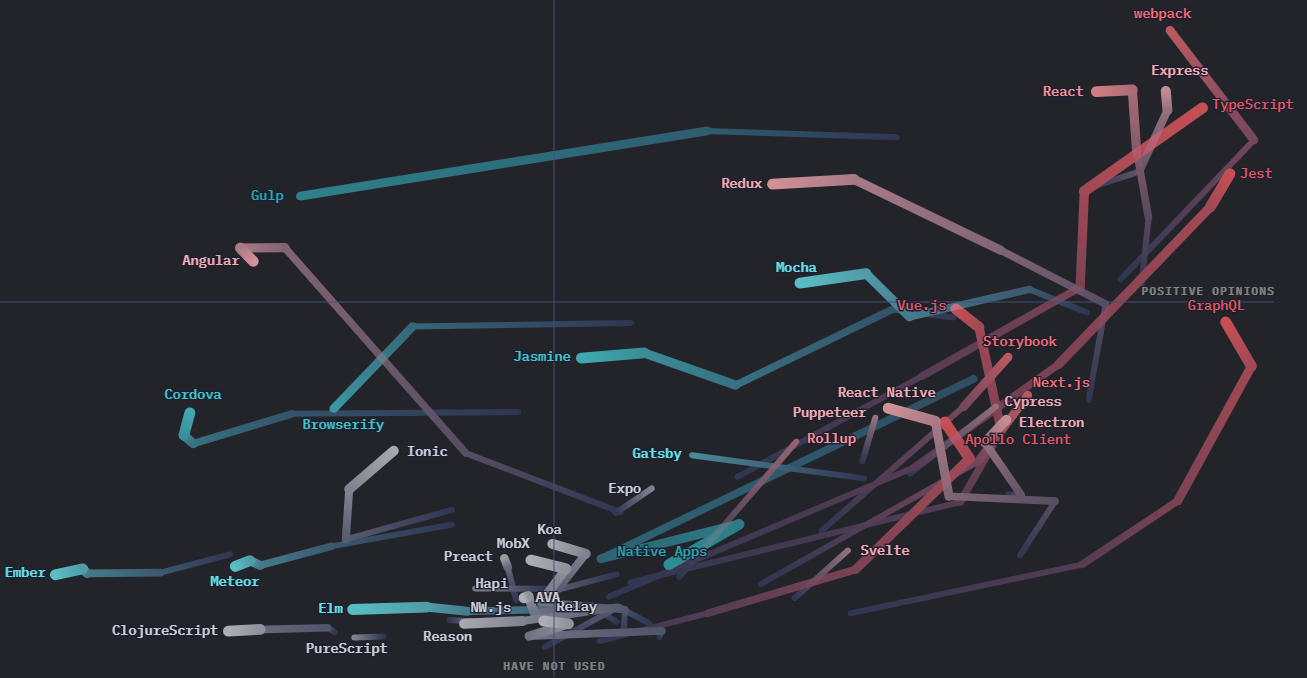 webpack
Express
React
TypeScript
Jest
Redux
Gulp
Angular
Mocha
POSITIVE OPINIONS
Vue.js
GraphQL
Storybook
Jasmine
Next.js
React Native
Cordova
Cypress
Puppeteer
Browserify
Electron
Rollup
Apollo Client
Ionic
Gatsby
Expo
Koa
MobX
Native Apps
Svelte
Preact
Ember
Meteor
Hapi
AVA
Elm
NW.js
Relay
ClojureScript
Reason
PureScript
HAVE NOT USED